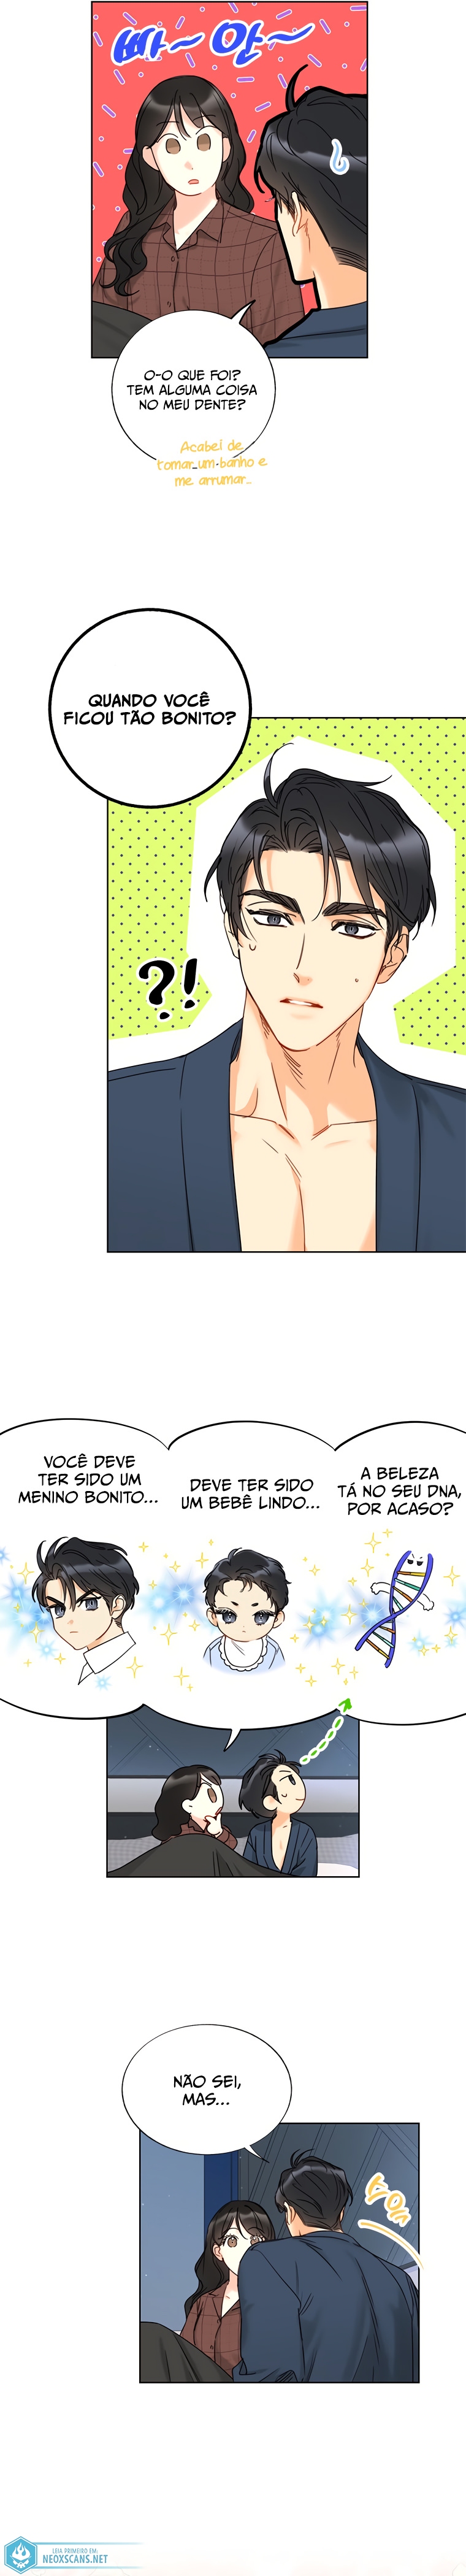 빠~안~
O-O QUE FOI?
TEM ALGUMA COISA
NO MEU DENTE?
Acabei de
tomar um banho e
me arrumar...
QUANDO VOCÊ
FICOU TÃO BONITO?
?!
VOCÊ DEVE
TER SIDO UM
MENINO BONITO...
DEVE TER SIDO
UM BEBÊ LINDO...
A BELEZA
TÁ NO SEU DNA,
POR ACASO?
NÃO SEI,
MAS...
LEIA PRIMEIRO EM:
NEOXSCANS.NET